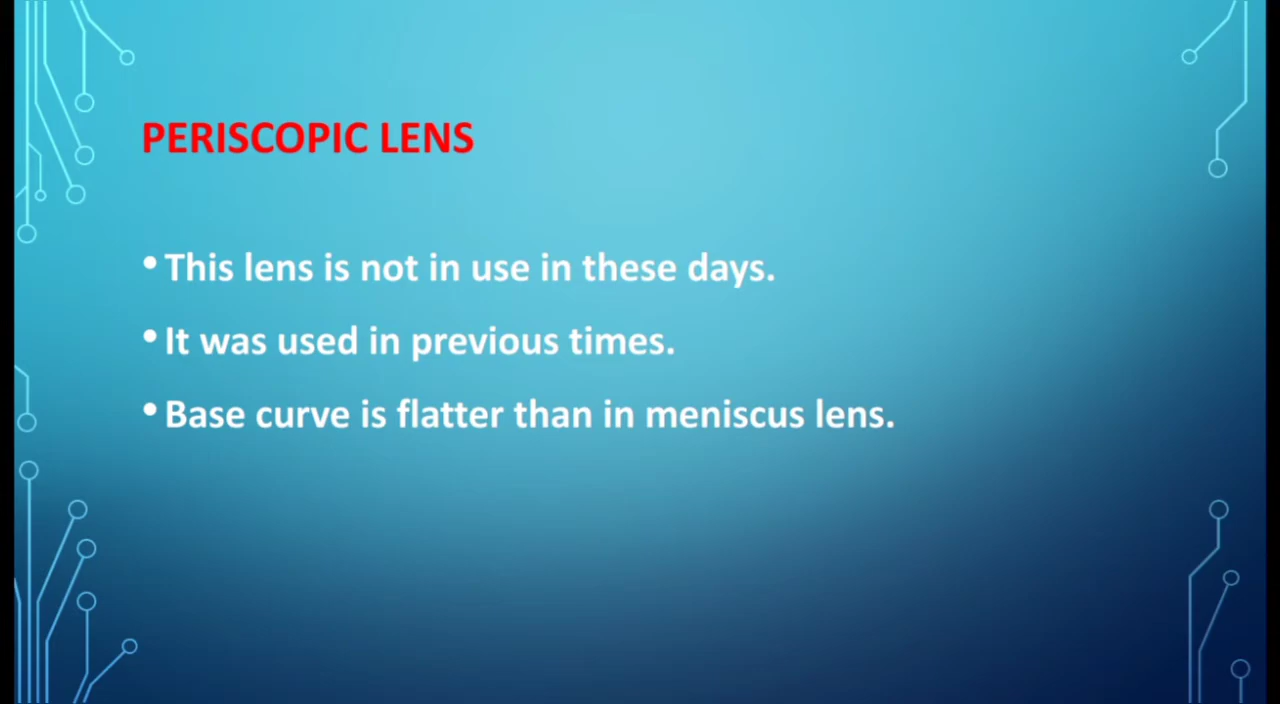 PERISCOPIC LENS
• This lens is not in use in these days.
• It was used in previous times.
• Base curve is flatter than in meniscus lens.